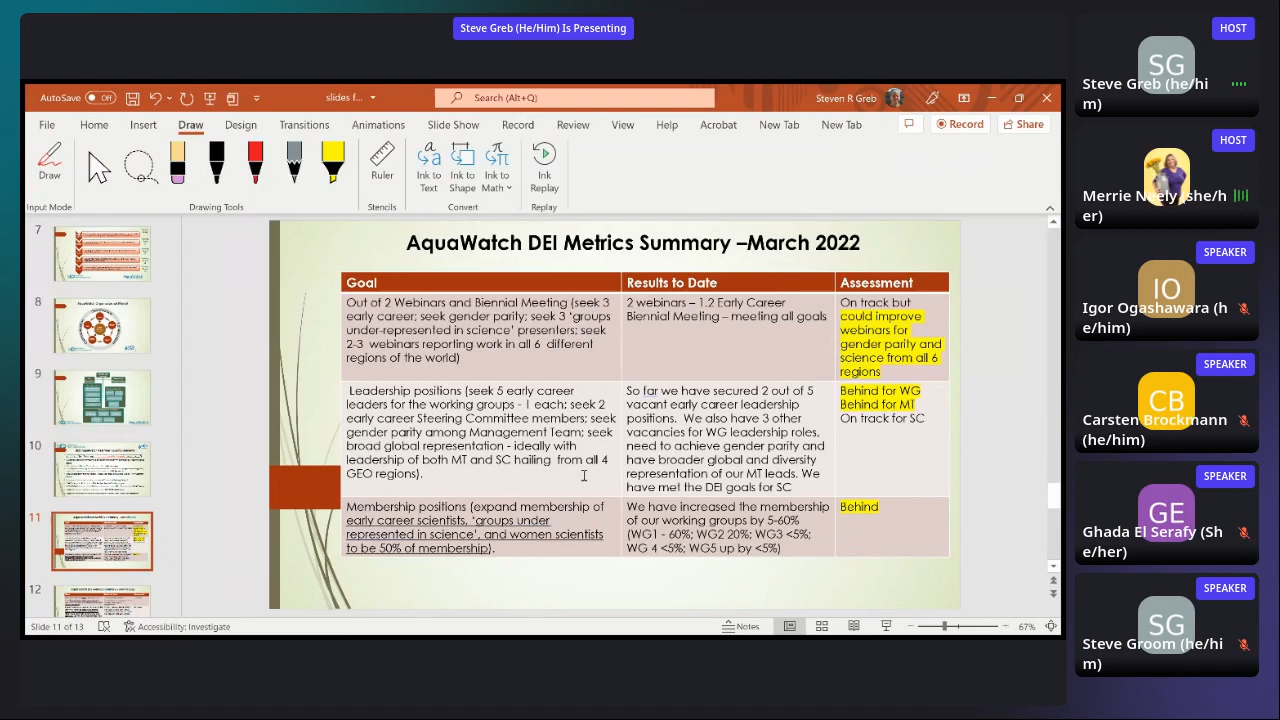 Steve Greb (He/Him) Is Presenting
AutoSave Off
slides f...
Search (Alt+Q)
Steven R Greb
File Home Insert Draw Design Transitions Animations Slide Show Record Review View Help Acrobat New Tab New Tab
Record Share
Draw
Ruler
Ink to Text
Ink to Shape
Ink to Math
Ink Replay
Input Mode Drawing Tools Stencils Convert Replay
7
8
9
10
11
12
AquaWatch DEI Metrics Summary –March 2022
Goal Results to Date Assessment
Out of 2 Webinars and Biennial Meeting (seek 3
early career; seek gender parity; seek 3 'groups
under-represented in science' presenters; seek
2-3 webinars reporting work in all 6 different
regions of the world)
2 webinars – 1.2 Early Career
Biennial Meeting – meeting all goals
On track but
could improve
webinars for
gender parity and
science from all 6
regions
Leadership positions (seek 5 early career
leaders for the working groups - 1 each; seek 2
early career Steering Committee members; seek
gender parity among Management Team; seek
broad global representation - ideally with
leadership of both MT and SC hailing from all 4
GEO regions).
So far we have secured 2 out of 5
vacant early career leadership
positions. We also have 3 other
vacancies for WG leadership roles,
need to achieve gender parity and
have broader global and diversity
representation of our MT leads. We
have met the DEI goals for SC
Behind for WG
Behind for MT
On track for SC
Membership positions (expand membership of
early career scientists, 'groups under
represented in science', and women scientists
to be 50% of membership).
We have increased the membership
of our working groups by 5-60%
(WG1 - 60%; WG2 20%; WG3 <5%;
WG 4 <5%; WG5 up by <5%)
Behind
Slide 11 of 13
Accessibility: Investigate
Notes
67%
HOST
SG
Steve Greb (he/hi
m)
HOST
Merrie Neely (she/h
er)
SPEAKER
IO
Igor Ogashawara (h
e/him)
SPEAKER
CB
Carsten Brockmann
(he/him)
SPEAKER
GE
Ghada El Serafy (Sh
e/her)
SPEAKER
SG
Steve Groom (he/hi
m)